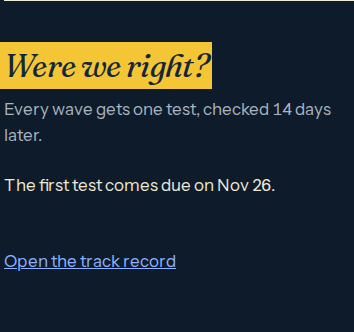 Were we right?
Every wave gets one test, checked 14 days
later.
The first test comes due on Nov 26.
Open the track record